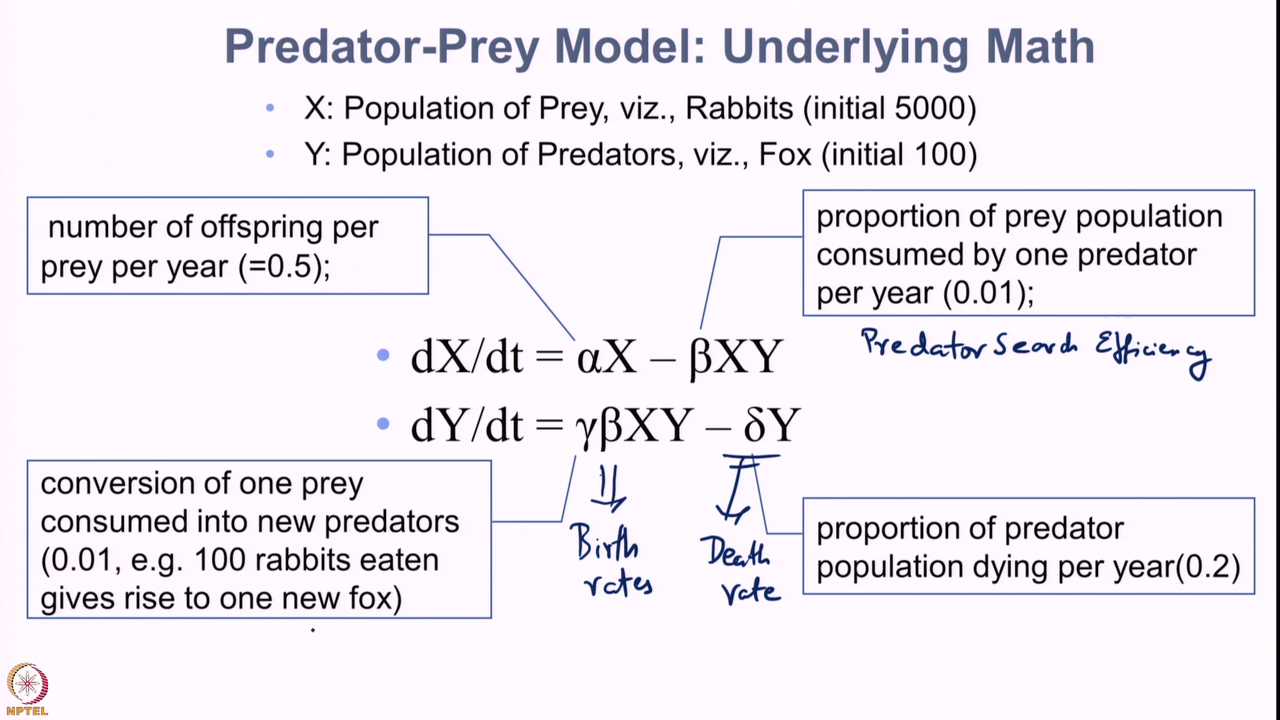 Predator-Prey Model: Underlying Math
• X: Population of Prey, viz., Rabbits (initial 5000)
• Y: Population of Predators, viz., Fox (initial 100)
number of offspring per
prey per year (=0.5);
proportion of prey population
consumed by one predator
per year (0.01);
Predator Search Efficiency
• dX/dt = αX – βXY
• dY/dt = γβXY – δY
conversion of one prey
consumed into new predators
(0.01, e.g. 100 rabbits eaten
gives rise to one new fox)
Birth
rates
Death
rate
proportion of predator
population dying per year(0.2)
NPTEL